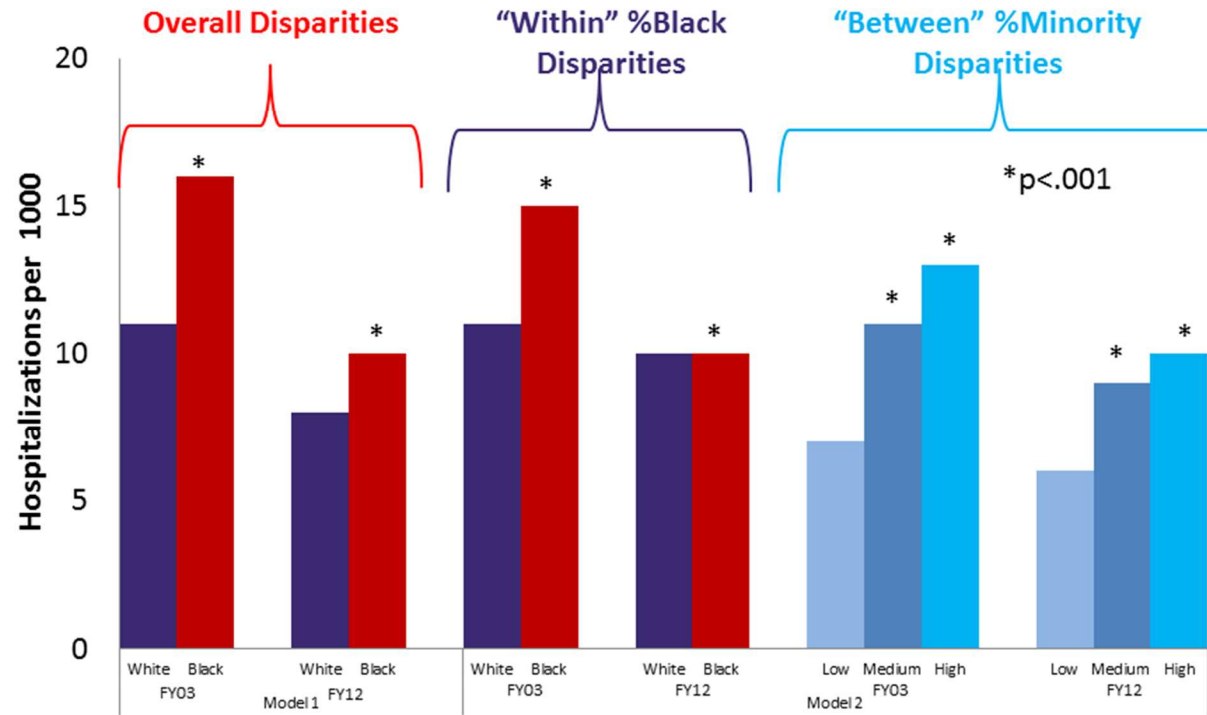 Overall Disparities
“Within” %Black
Disparities
“Between” %Minority
Disparities
Hospitalizations per 1000
20
15
10
5
0
*
*
*
*
*
*
*
*
*p<.001
White Black White Black White Black White Black Low Medium High Low Medium High
FY03 FY12 FY03 FY12 FY03 FY12
Model 1 Model 2